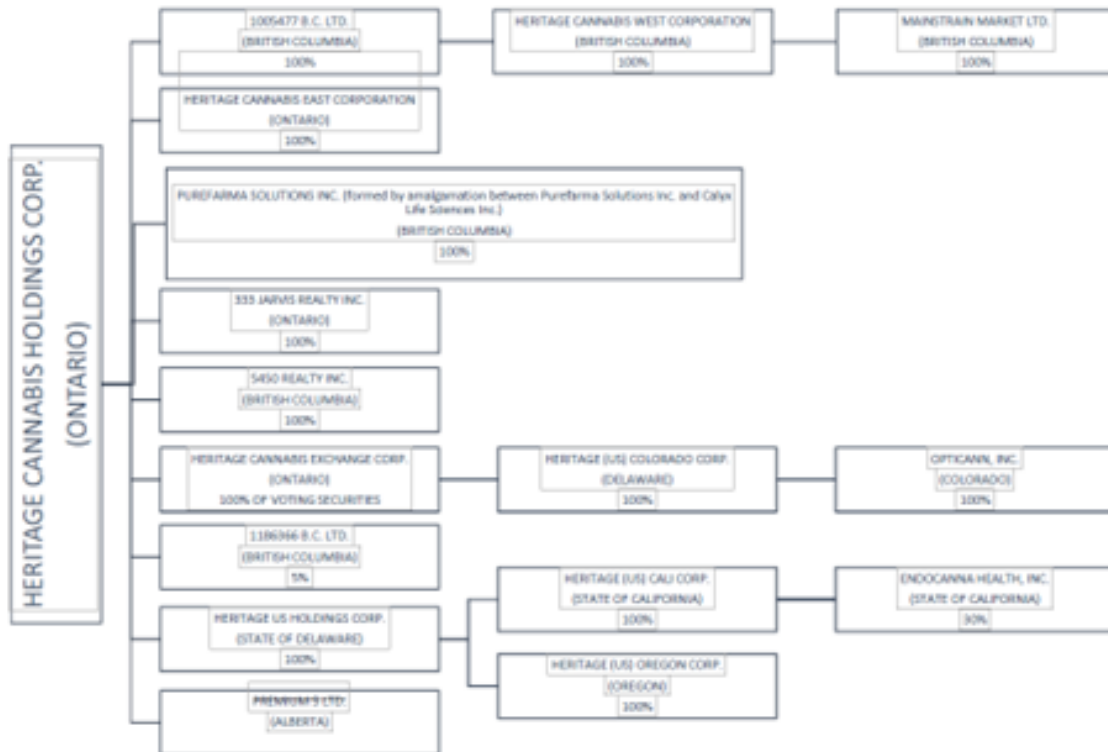 HERITAGE CANNABIS HOLDINGS CORP.
(ONTARIO)
1005477 B.C. LTD.
(BRITISH COLUMBIA)
100%
HERITAGE CANNABIS WEST CORPORATION
(BRITISH COLUMBIA)
100%
MAINSTRAIN MARKET LTD.
(BRITISH COLUMBIA)
100%
HERITAGE CANNABIS EAST CORPORATION
(ONTARIO)
100%
PUREFARMA SOLUTIONS INC. (formed by amalgamation between Purefarma Solutions Inc. and Calyx
Life Sciences Inc.)
(BRITISH COLUMBIA)
100%
333 JARVIS REALTY INC.
(ONTARIO)
100%
5450 REALTY INC.
(BRITISH COLUMBIA)
100%
HERITAGE CANNABIS EXCHANGE CORP.
(ONTARIO)
100% OF VOTING SECURITIES
HERITAGE (US) COLORADO CORP.
(DELAWARE)
100%
OPTICANN, INC.
(COLORADO)
100%
1186366 B.C. LTD.
(BRITISH COLUMBIA)
5%
HERITAGE US HOLDINGS CORP.
(STATE OF DELAWARE)
100%
HERITAGE (US) CALI CORP.
(STATE OF CALIFORNIA)
100%
ENDOCANNA HEALTH, INC.
(STATE OF CALIFORNIA)
30%
HERITAGE (US) OREGON CORP.
(OREGON)
100%
PREMIUM 5 LTD.
(ALBERTA)